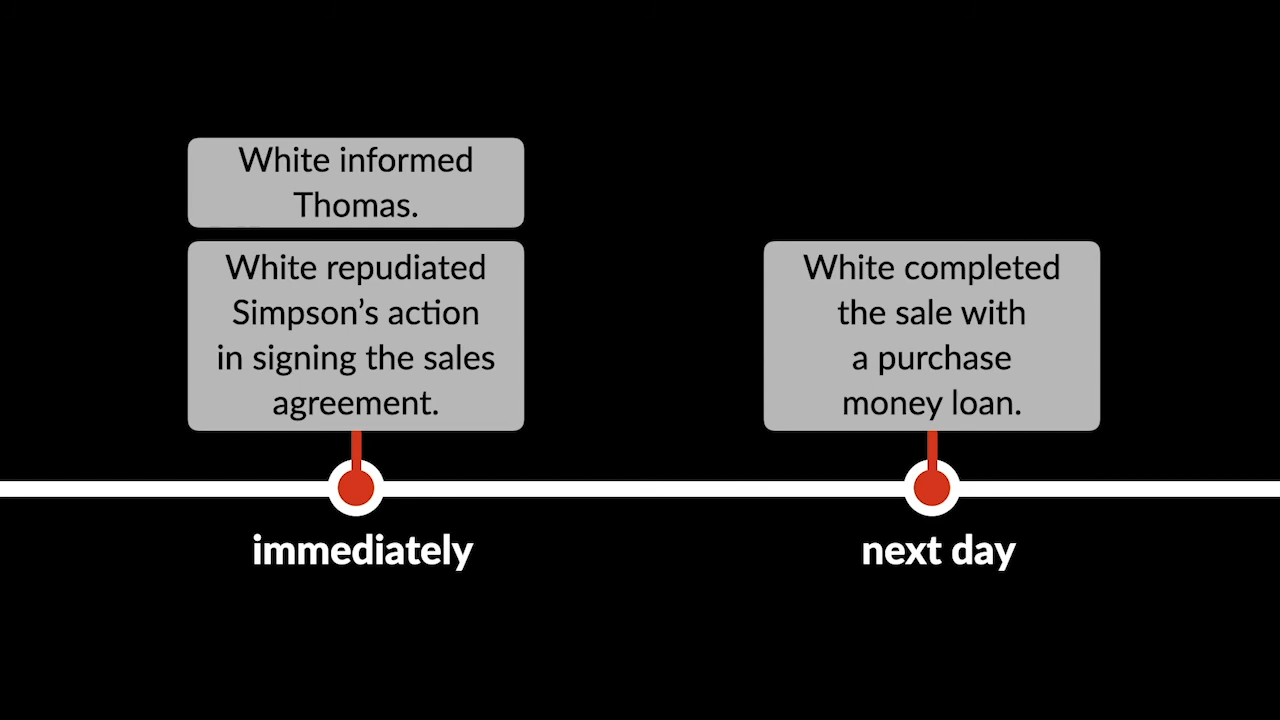 White informed
Thomas.
White repudiated
Simpson’s action
in signing the sales
agreement.
immediately
White completed
the sale with
a purchase
money loan.
next day